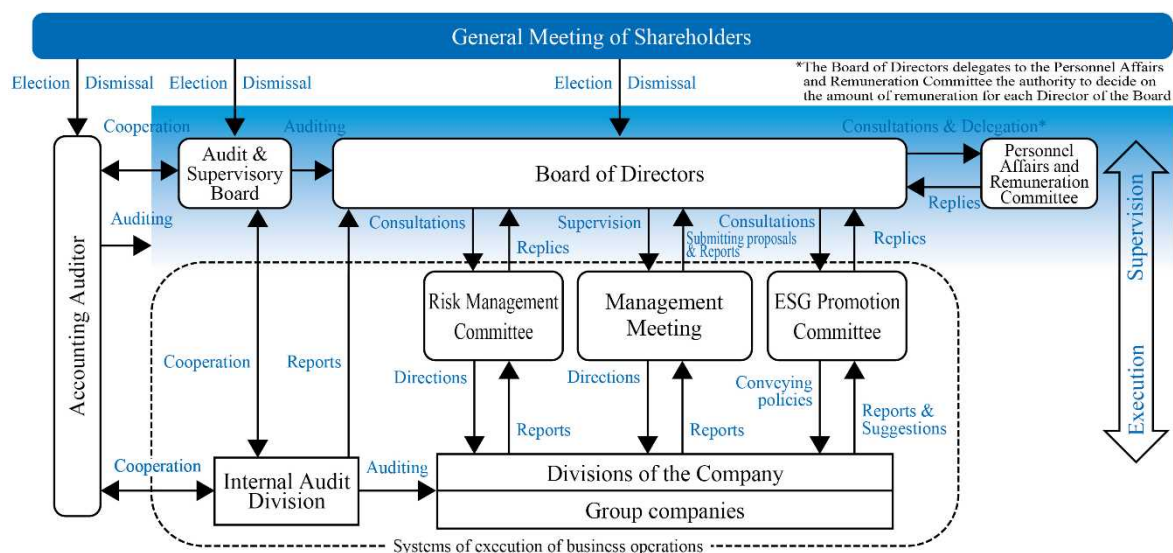 General Meeting of Shareholders
Election
Dismissal
Election
Dismissal
Election
Dismissal
*The Board of Directors delegates to the Personnel Affairs
and Remuneration Committee the authority to decide on
the amount of remuneration for each Director of the Board
Cooperation
Auditing
Consultations & Delegation*
Audit &
Supervisory
Board
Board of Directors
Personnel
Affairs and
Remuneration
Committee
Replies
Auditing
Accounting Auditor
Consultations
Replies
Supervision
Submitting proposals
& Reports
Consultations
Replies
Supervision
Execution
Risk Management
Committee
Management
Meeting
ESG Promotion
Committee
Cooperation
Reports
Directions
Reports
Directions
Reports
Conveying
policies
Reports &
Suggestions
Cooperation
Internal Audit
Division
Auditing
Divisions of the Company
Group companies
Systems of execution of business operations